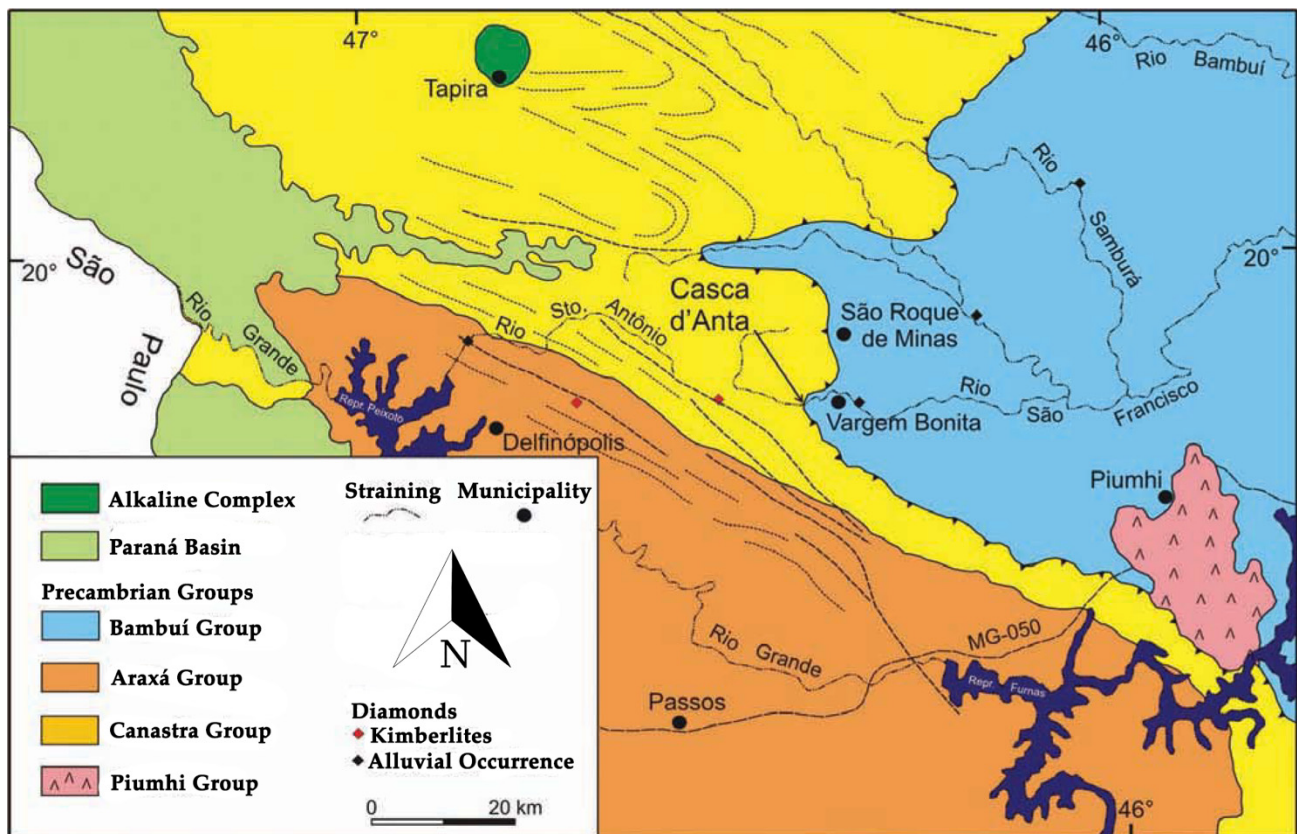 47°
46°
Rio Bambuí
Tapira
Rio Samburá
20°
20°
São Paulo
Casca
d'Anta
Rio Sto. Antônio
São Roque
de Minas
Rio Grande
Repr. Peixoto
Rio São Francisco
Vargem Bonita
Delfinópolis
Piumhi
Alkaline Complex
Paraná Basin
Precambrian Groups
Bambuí Group
Araxá Group
Canastra Group
Piumhi Group
Straining
Municipality
N
Diamonds
Kimberlites
Alluvial Occurrence
0 20 km
Rio Grande
MG-050
Repr. Furnas
Passos
46°